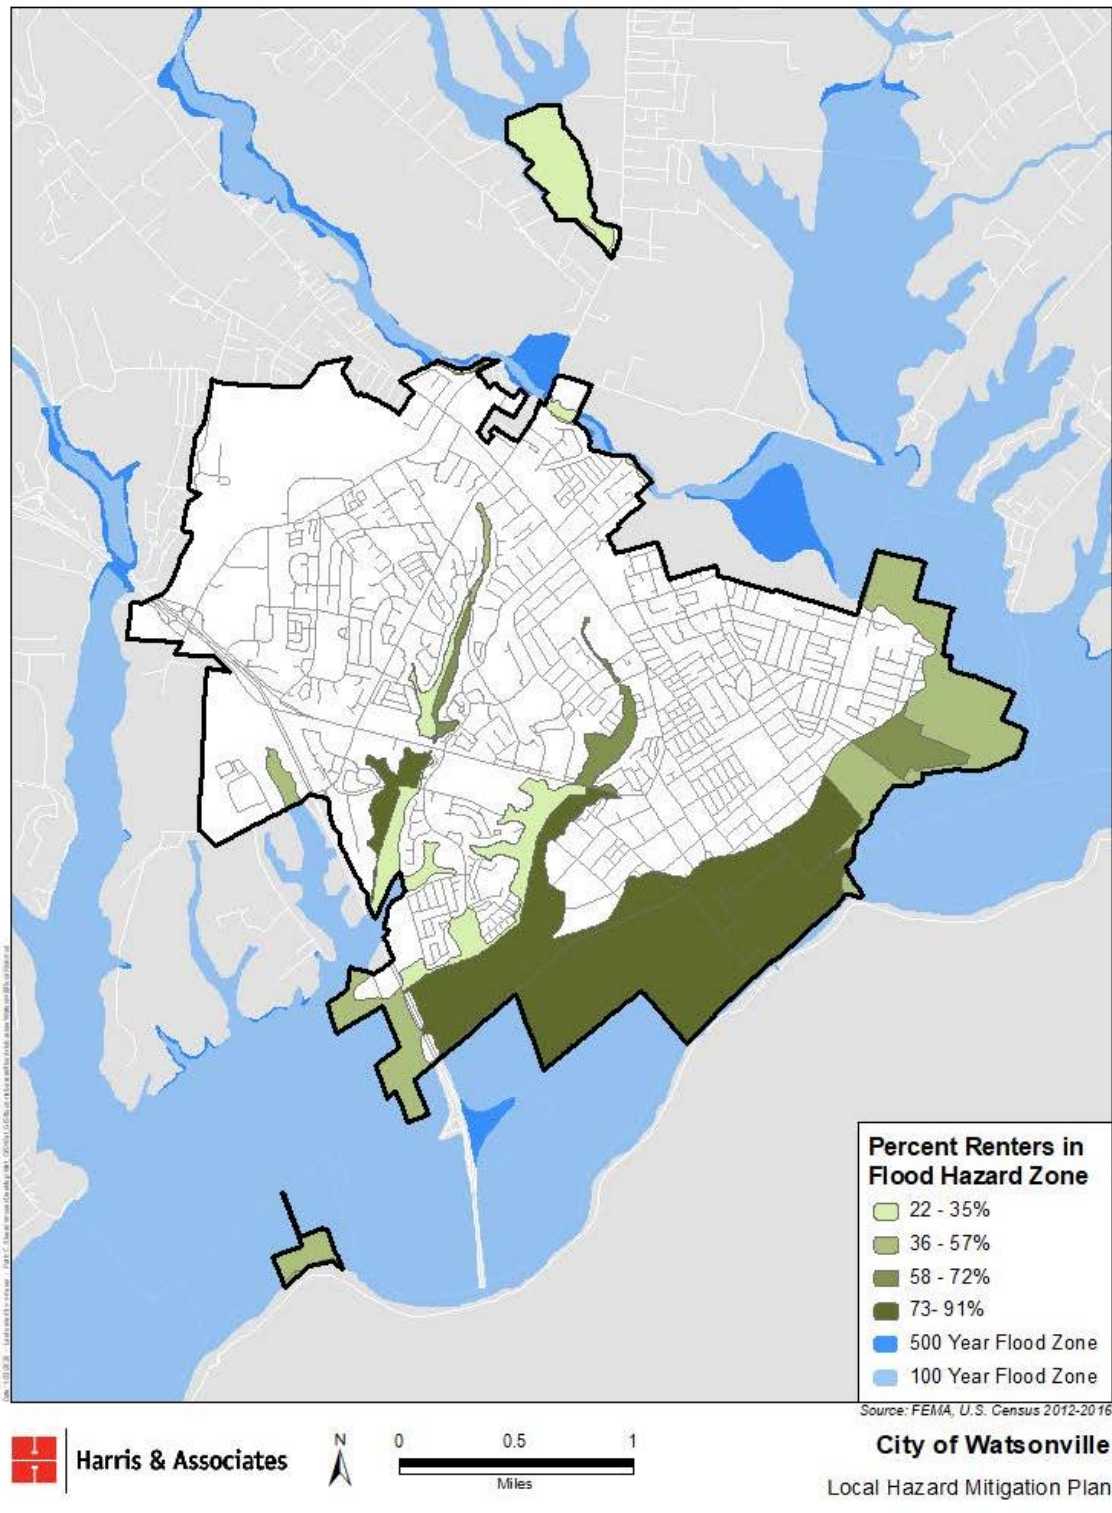 Percent Renters in
Flood Hazard Zone
22 - 35%
36 - 57%
58 - 72%
73- 91%
500 Year Flood Zone
100 Year Flood Zone
Source: FEMA, U.S. Census 2012-2016
Harris & Associates
N
0 0.5 1
Miles
City of Watsonville
Local Hazard Mitigation Plan